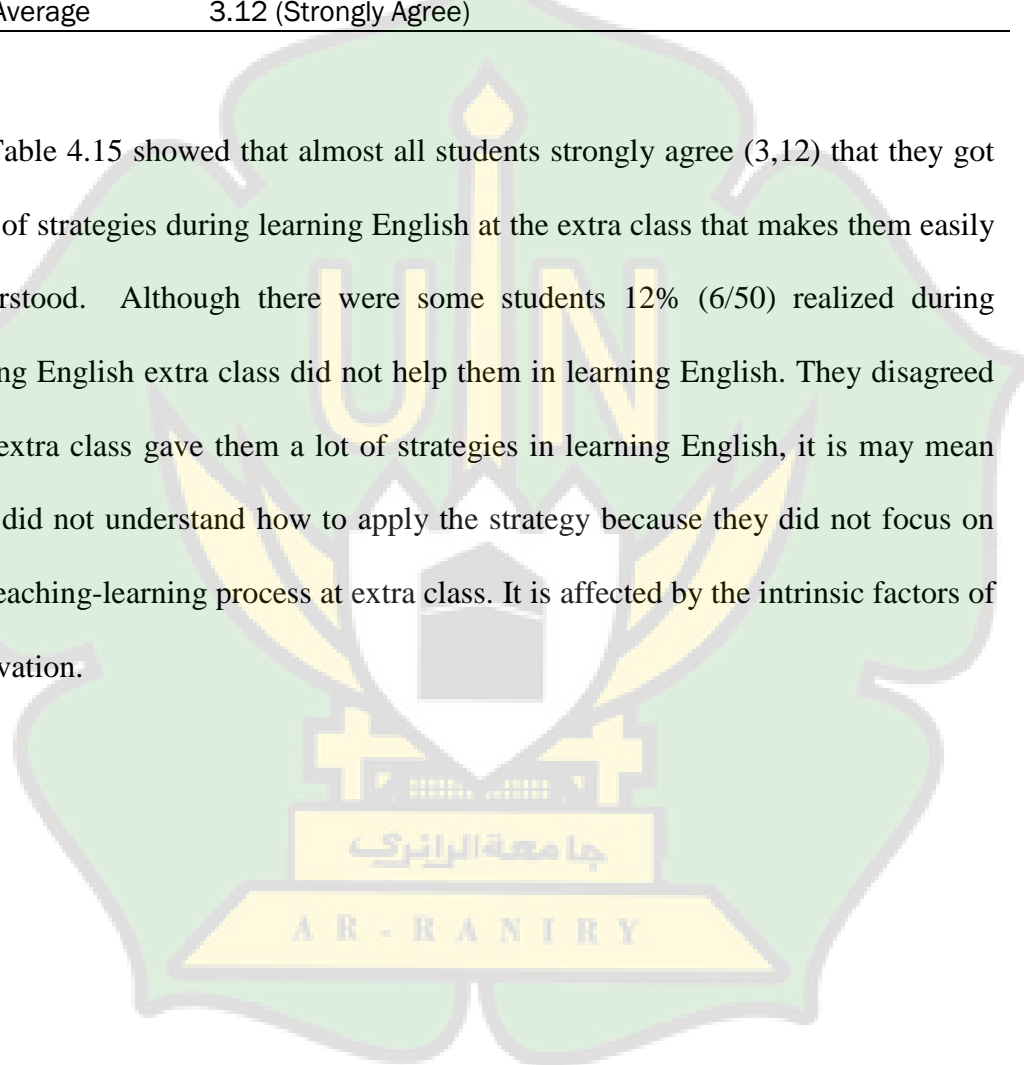 Average 3.12 (Strongly Agree)
Table 4.15 showed that almost all students strongly agree (3,12) that they got
of strategies during learning English at the extra class that makes them easily
rstood. Although there were some students 12% (6/50) realized during
ng English extra class did not help them in learning English. They disagreed
extra class gave them a lot of strategies in learning English, it is may mean
did not understand how to apply the strategy because they did not focus on
eaching-learning process at extra class. It is affected by the intrinsic factors of
vation.
UIN
جامعة الرانري
AR-RANIRY